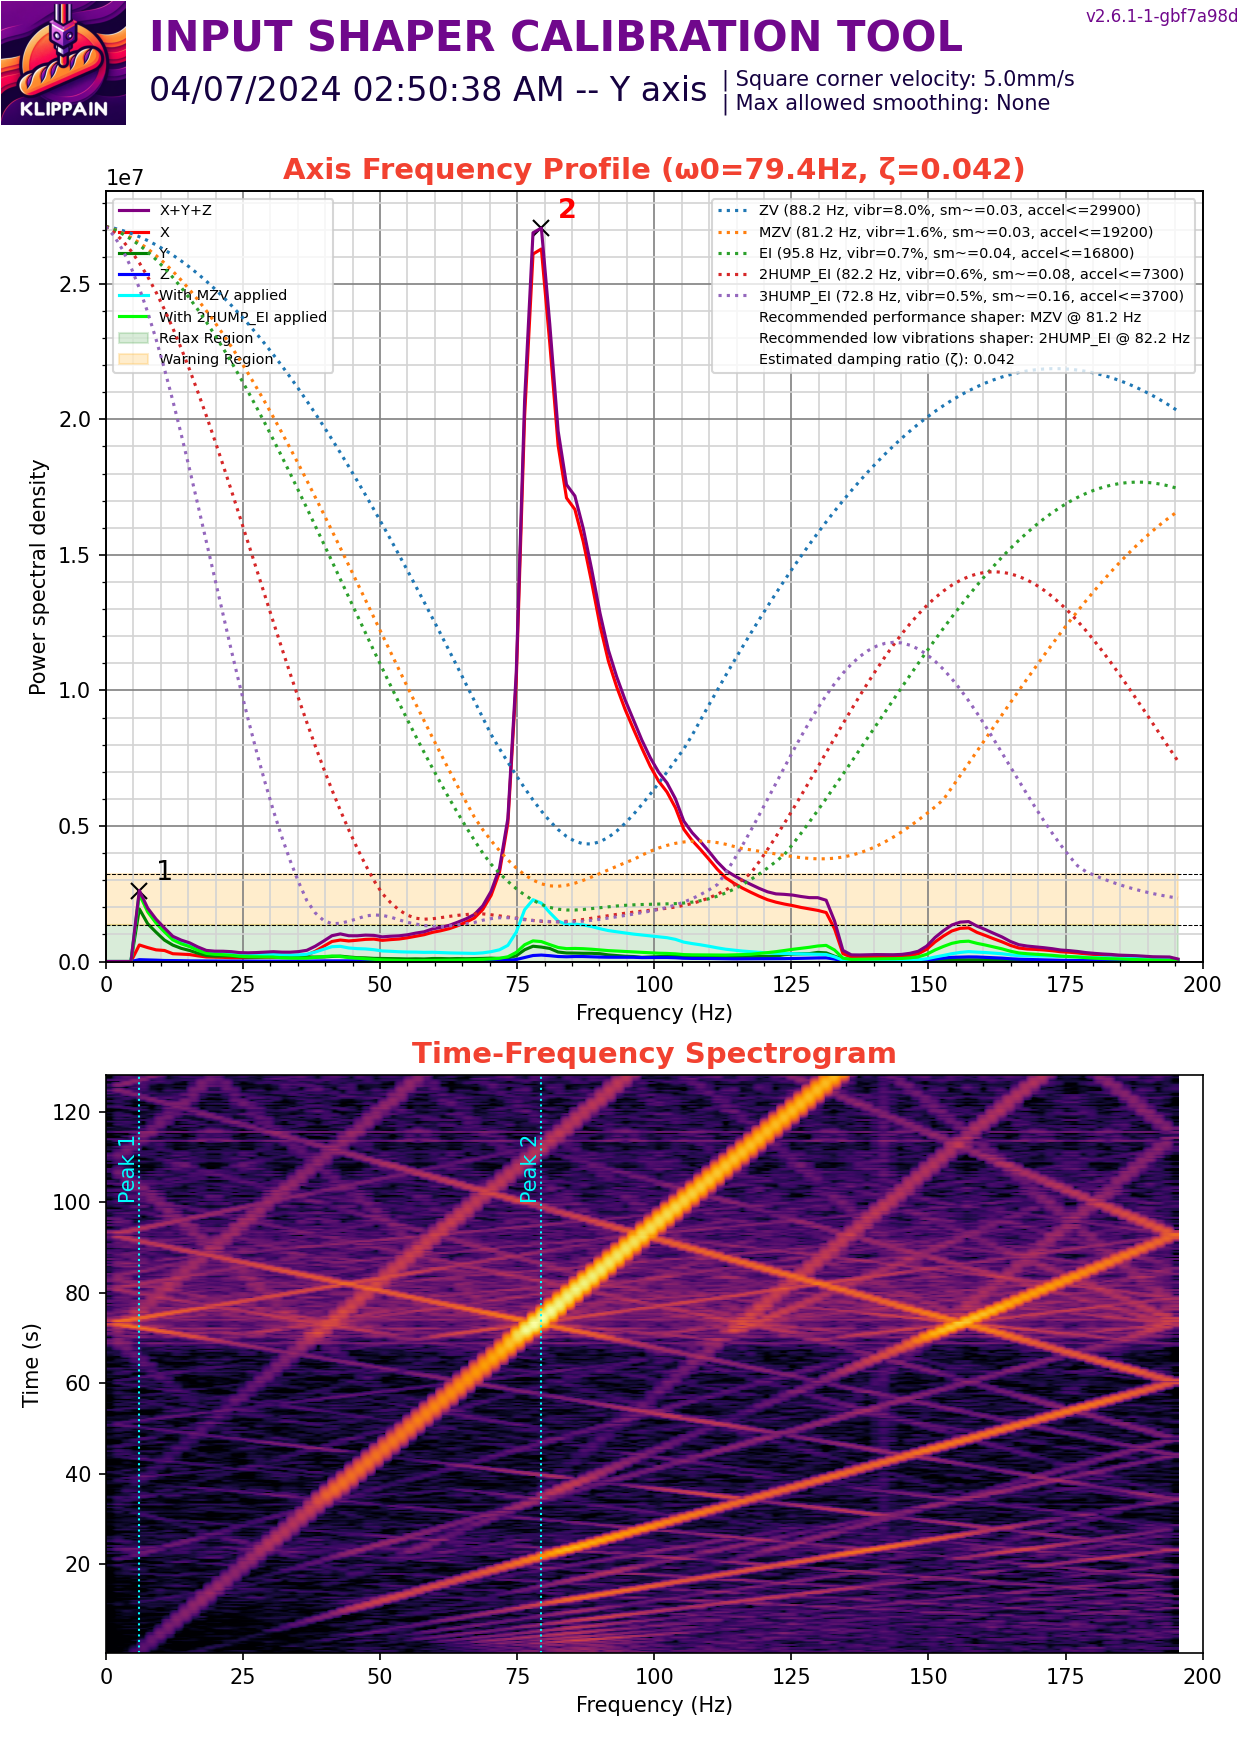 v2.6.1-1-gbf7a98d
INPUT SHAPER CALIBRATION TOOL
KLIPPAIN
04/07/2024 02:50:38 AM -- Y axis
| Square corner velocity: 5.0mm/s
| Max allowed smoothing: None
Axis Frequency Profile (ω0=79.4Hz, ζ=0.042)
1e7
X+Y+Z
X
Y
Z
With MZV applied
With 2HUMP_EI applied
Relax Region
Warning Region
2
ZV (88.2 Hz, vibr=8.0%, sm~=0.03, accel<=29900)
MZV (81.2 Hz, vibr=1.6%, sm~=0.03, accel<=19200)
EI (95.8 Hz, vibr=0.7%, sm~=0.04, accel<=16800)
2HUMP_EI (82.2 Hz, vibr=0.6%, sm~=0.08, accel<=7300)
3HUMP_EI (72.8 Hz, vibr=0.5%, sm~=0.16, accel<=3700)
Recommended performance shaper: MZV @ 81.2 Hz
Recommended low vibrations shaper: 2HUMP_EI @ 82.2 Hz
Estimated damping ratio (ζ): 0.042
Power spectral density
2.5
2.0
1.5
1.0
0.5
0.0
1
0 25 50 75 100 125 150 175 200
Frequency (Hz)
Time-Frequency Spectrogram
Time (s)
120
100
80
60
40
20
Peak 1
Peak 2
0 25 50 75 100 125 150 175 200
Frequency (Hz)